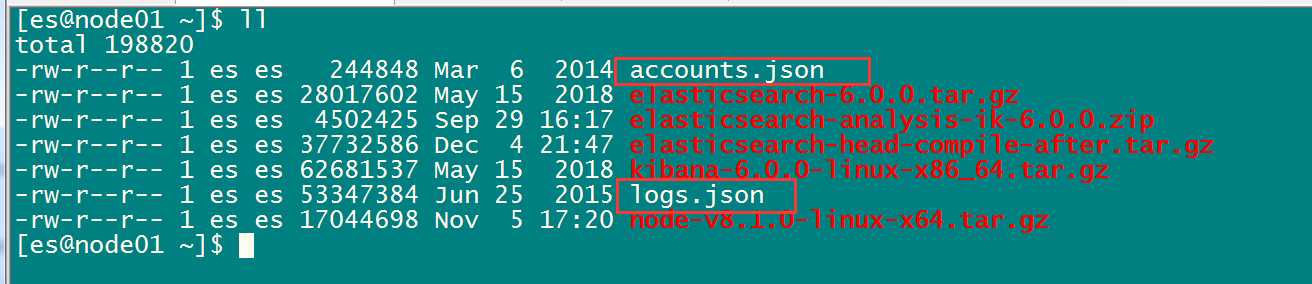 [es@node01 ~]$ ll
total 198820
-rw-r--r-- 1 es es   244848 Mar  6  2014 accounts.json
-rw-r--r-- 1 es es 28017602 May 15  2018 elasticsearch-6.0.0.tar.gz
-rw-r--r-- 1 es es  4502425 Sep 29 16:17 elasticsearch-analysis-ik-6.0.0.zip
-rw-r--r-- 1 es es 37732586 Dec  4 21:47 elasticsearch-head-compile-after.tar.gz
-rw-r--r-- 1 es es 62681537 May 15  2018 kibana-6.0.0-linux-x86_64.tar.gz
-rw-r--r-- 1 es es 53347384 Jun 25  2015 logs.json
-rw-r--r-- 1 es es 17044698 Nov  5 17:20 node-v8.1.0-linux-x64.tar.gz
[es@node01 ~]$